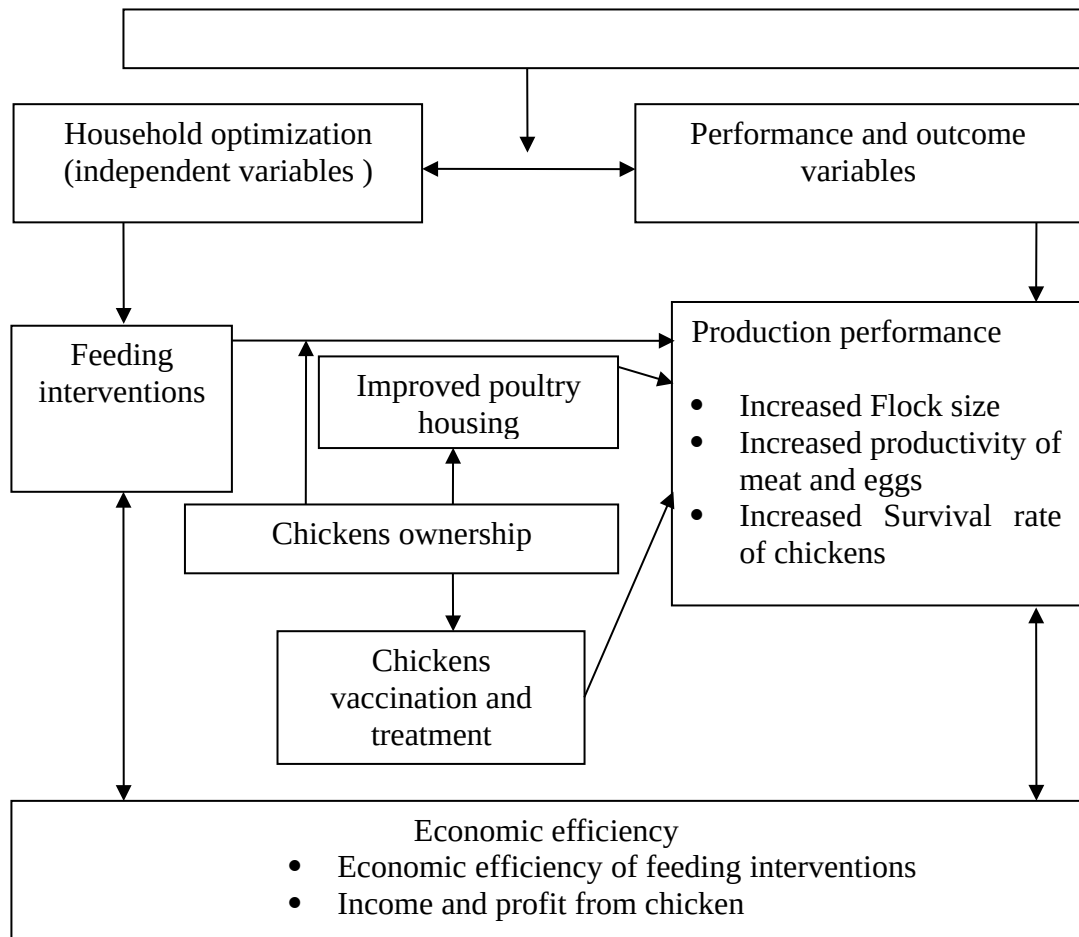 Household optimization
(independent variables )
Performance and outcome
variables
Feeding
interventions
Improved poultry
housing
Chickens ownership
Chickens
vaccination and
treatment
Production performance
• Increased Flock size
• Increased productivity of
meat and eggs
• Increased Survival rate
of chickens
Economic efficiency
• Economic efficiency of feeding interventions
• Income and profit from chicken